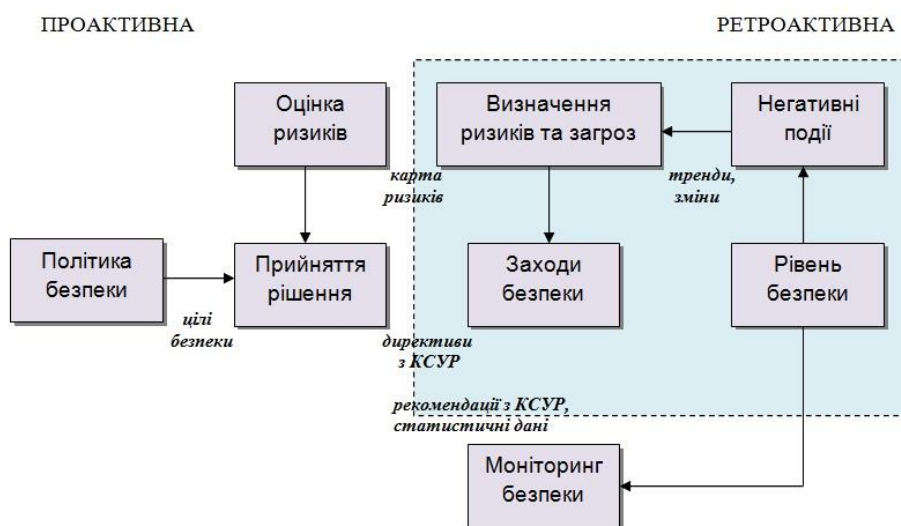 ПРОАКТИВНА
РЕТРОАКТИВНА
Оцінка
ризиків
Визначення
ризиків та загроз
Негативні
події
карта
ризиків
тренди,
зміни
Політика
безпеки
Прийняття
рішення
Заходи
безпеки
Рівень
безпеки
цілі
безпеки
директиви
з КСУР
рекомендації з КСУР,
статистичні дані
Моніторинг
безпеки